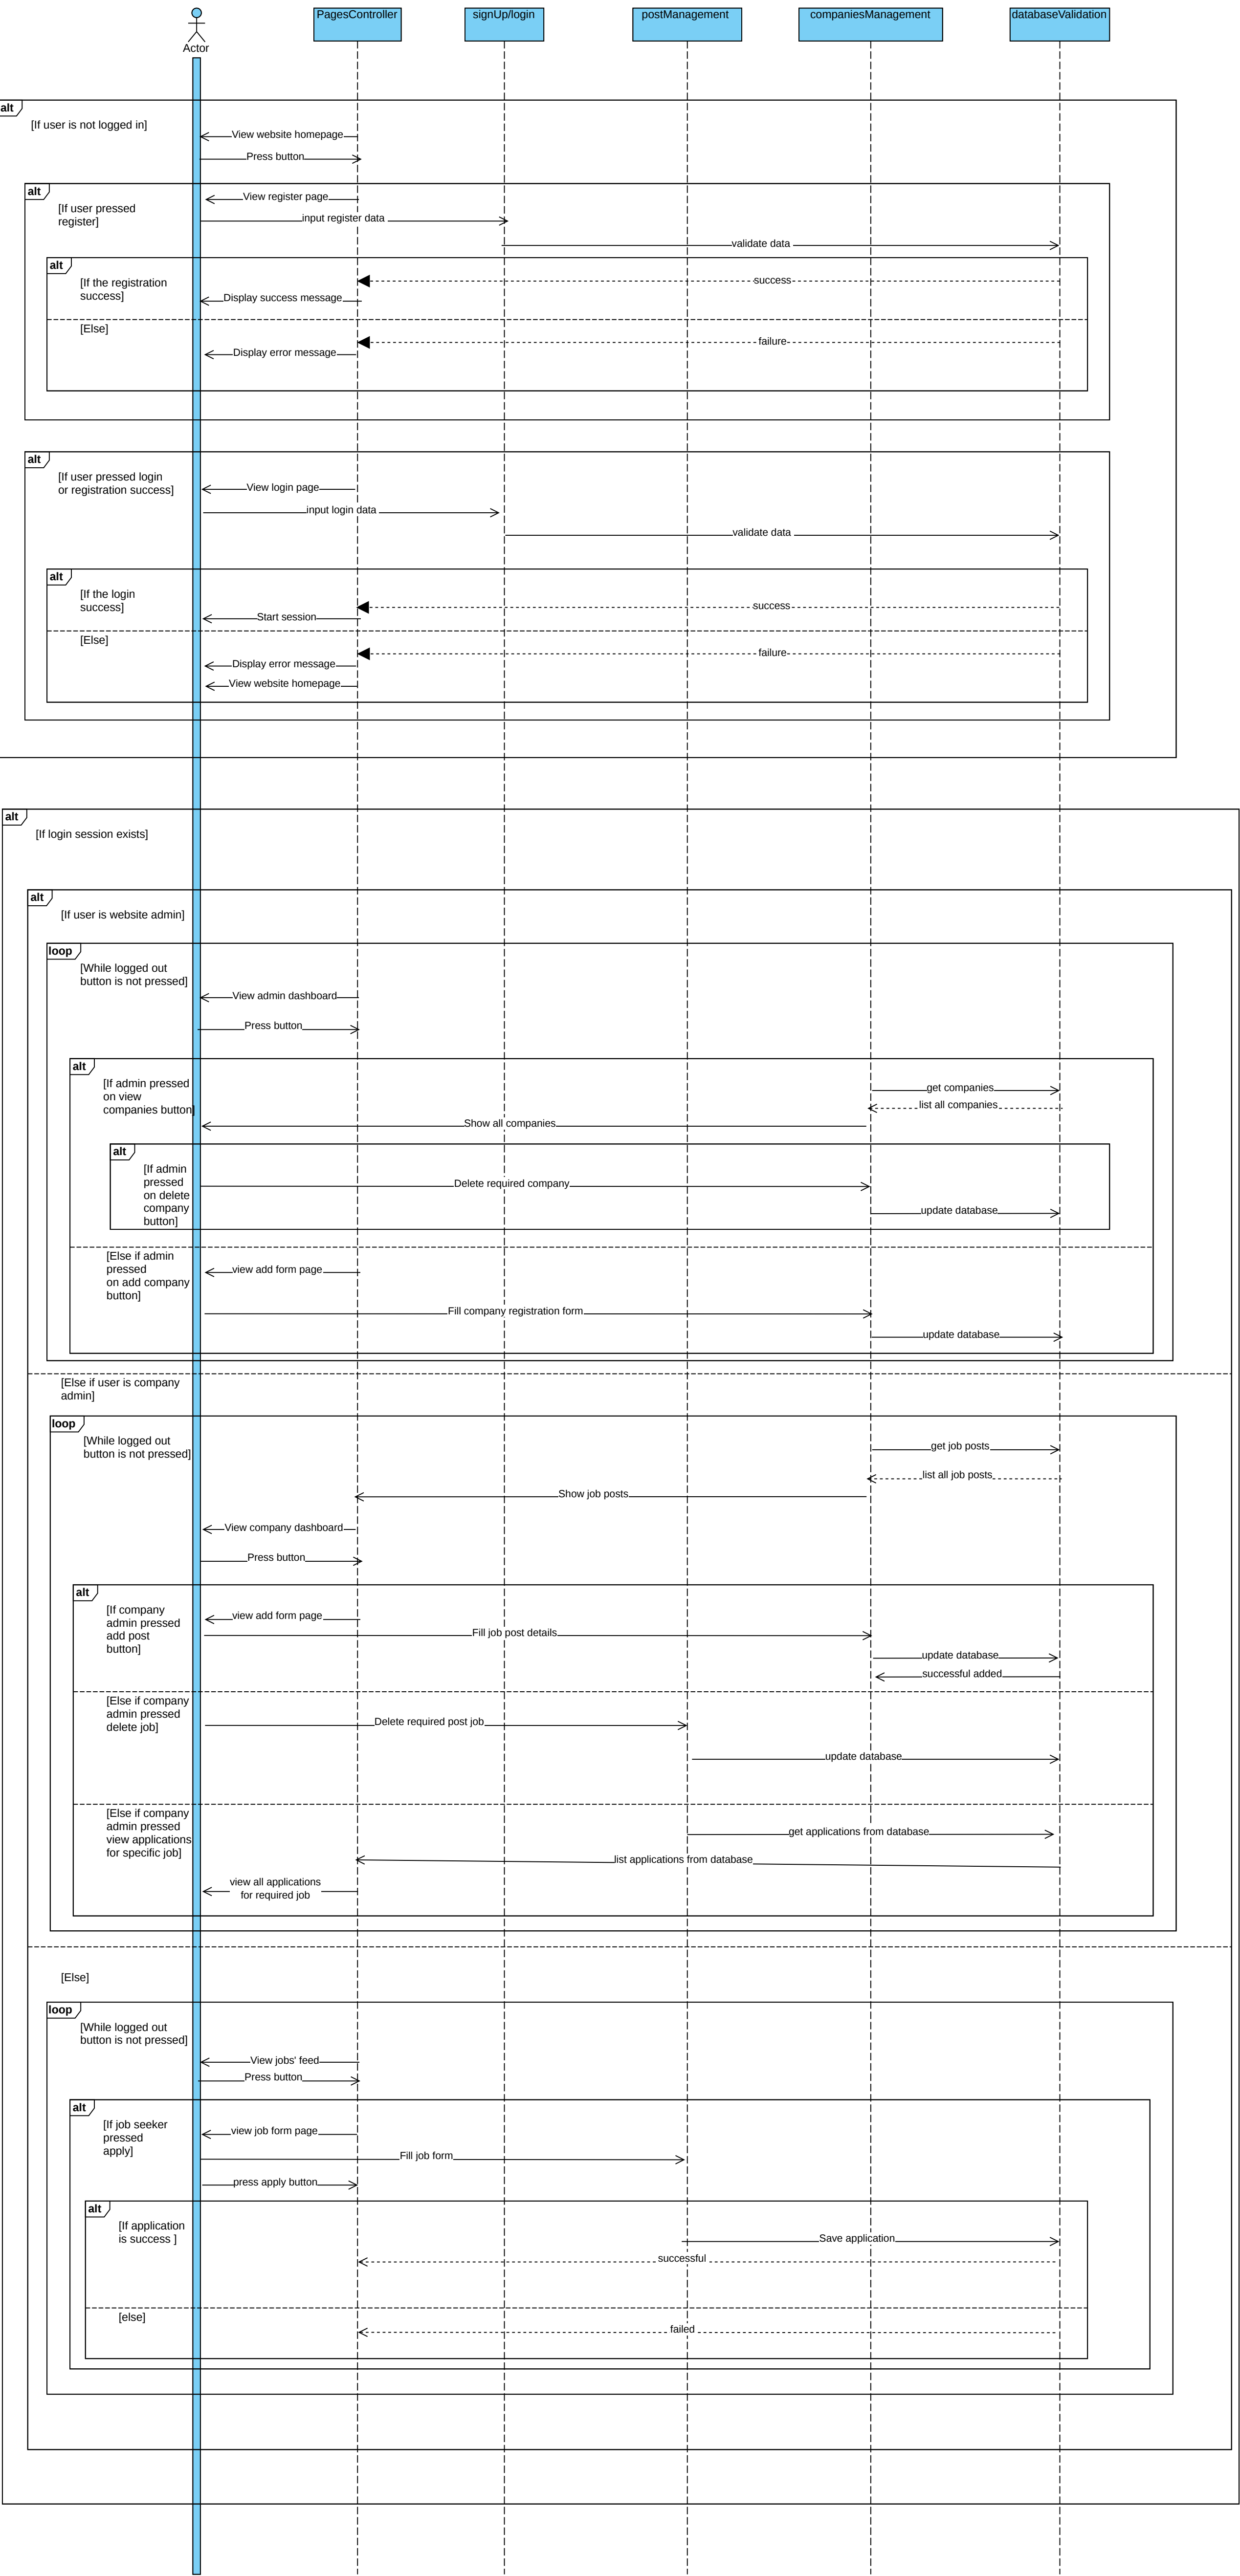 PagesController
signUp/login
postManagement
companiesManagement
databaseValidation
Actor
alt
[If user is not logged in]
View website homepage
Press button
alt
[If user pressed
register]
View register page
input register data
validate data
alt
[If the registration
success]
success
Display success message
[Else]
failure
Display error message
alt
[If user pressed login
or registration success]
View login page
input login data
validate data
alt
[If the login
success]
success
Start session
[Else]
failure
Display error message
View website homepage
alt
[If login session exists]
alt
[If user is website admin]
loop
[While logged out
button is not pressed]
View admin dashboard
Press button
alt
[If admin pressed
on view
companies button]
get companies
list all companies
Show all companies
alt
[If admin
pressed
on delete
company
button]
Delete required company
update database
[Else if admin
pressed
on add company
button]
view add form page
Fill company registration form
update database
[Else if user is company
admin]
loop
[While logged out
button is not pressed]
get job posts
list all job posts
Show job posts
View company dashboard
Press button
alt
[If company
admin pressed
add post
button]
view add form page
Fill job post details
update database
successful added
[Else if company
admin pressed
delete job]
Delete required post job
update database
[Else if company
admin pressed
view applications
for specific job]
get applications from database
list applications from database
view all applications
for required job
[Else]
loop
[While logged out
button is not pressed]
View jobs' feed
Press button
alt
[If job seeker
pressed
apply]
view job form page
Fill job form
press apply button
alt
[If application
is success ]
Save application
successful
[else]
failed